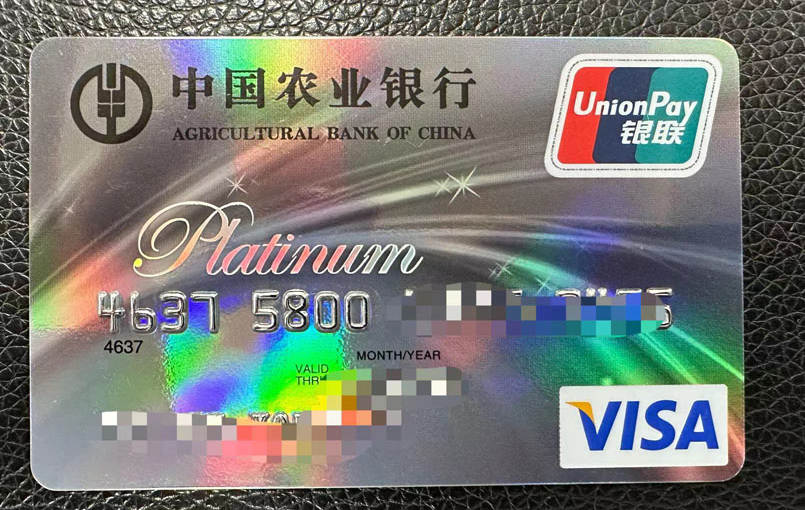 中国农业银行
AGRICULTURAL BANK OF CHINA
UnionPay
银联
Platinum
4637 5800
4637
MONTH/YEAR
VALID
THRU
VISA